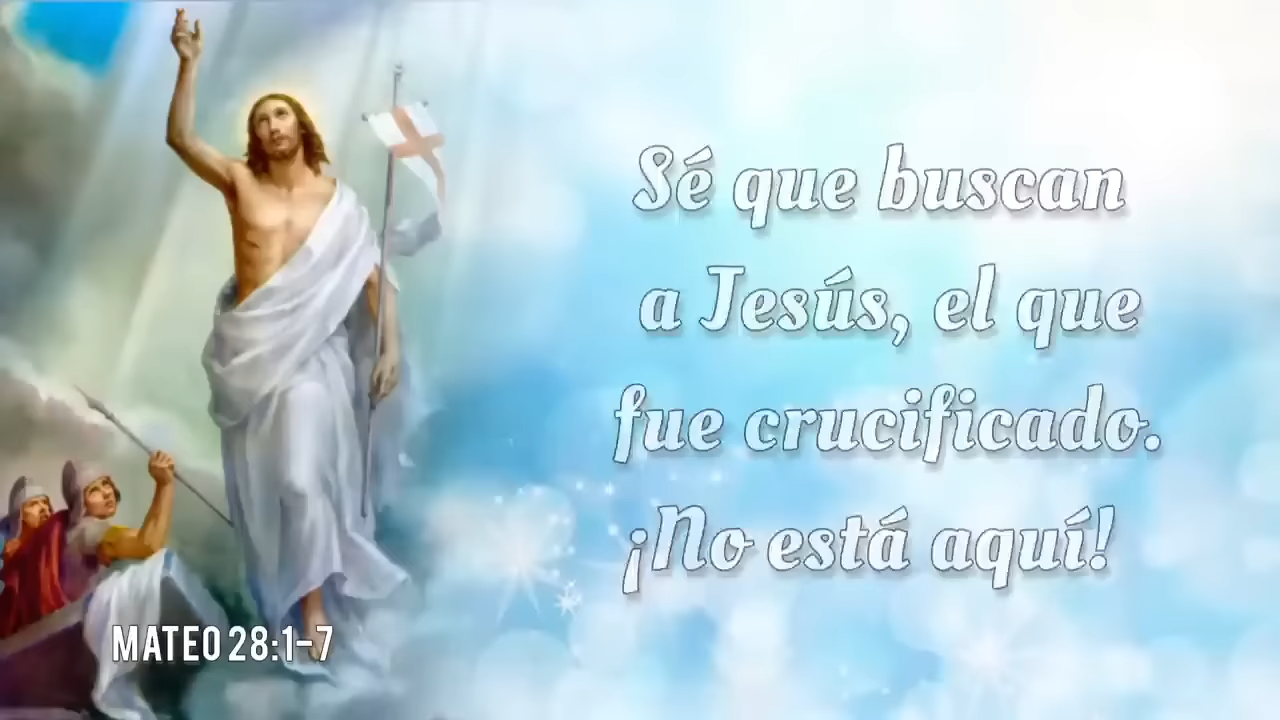 Sé que buscan
a Jesús, el que
fue crucificado.
¡No está aquí!
MATEO 28:1-7